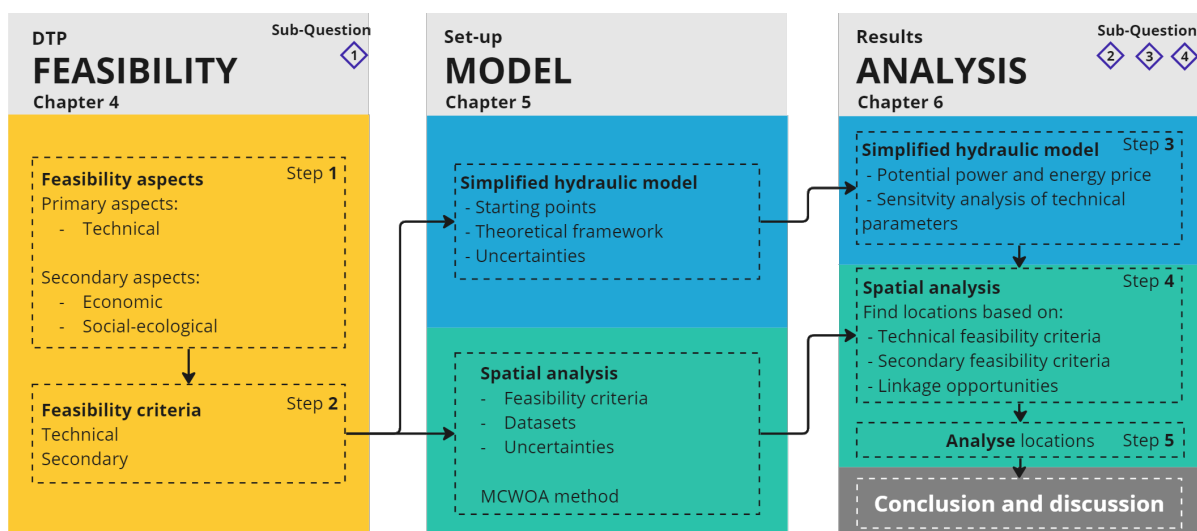 DTP
Sub-Question
FEASIBILITY
1
Chapter 4
Feasibility aspects
Step 1
Primary aspects:
- Technical
Secondary aspects:
- Economic
- Social-ecological
Feasibility criteria
Step 2
Technical
Secondary
Set-up
MODEL
Chapter 5
Simplified hydraulic model
- Starting points
- Theoretical framework
- Uncertainties
Spatial analysis
- Feasibility criteria
- Datasets
- Uncertainties
MCWOA method
Results
Sub-Question
ANALYSIS
2 3 4
Chapter 6
Simplified hydraulic model
Step 3
- Potential power and energy price
- Sensitvity analysis of technical
parameters
Spatial analysis
Step 4
Find locations based on:
- Technical feasibility criteria
- Secondary feasibility criteria
- Linkage opportunities
Analyse locations
Step 5
Conclusion and discussion